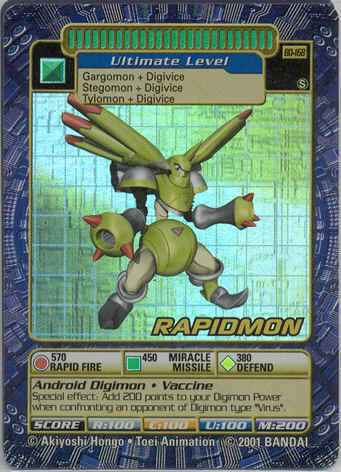 Ultimate Level
BO-168
Gargomon + Digivice
Stegomon + Digivice
Tylomon + Digivice
S
RAPIDMON
570 RAPID FIRE
450 MIRACLE MISSILE
380 DEFEND
Android Digimon • Vaccine
Special effect: Add 200 points to your Digimon Power
when confronting an opponent of Digimon type "Virus".
SCORE R:100 C:100 U:100 M:200
© Akiyoshi Hongo • Toei Animation © 2001 BANDAI